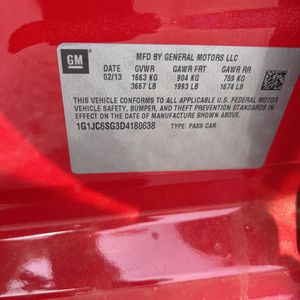 GM
MFD BY GENERAL MOTORS LLC
DATE GVWR GAWR FRT GAWR RR
02/13 1663 KG 904 KG 759 KG
3667 LB 1993 LB 1674 LB
THIS VEHICLE CONFORMS TO ALL APPLICABLE U.S. FEDERAL MOTOR
VEHICLE SAFETY, BUMPER, AND THEFT PREVENTION STANDARDS IN EFFECT ON
THE DATE OF MANUFACTURE SHOWN ABOVE.
1G1JC6SG3D4180638 TYPE: PASS CAR